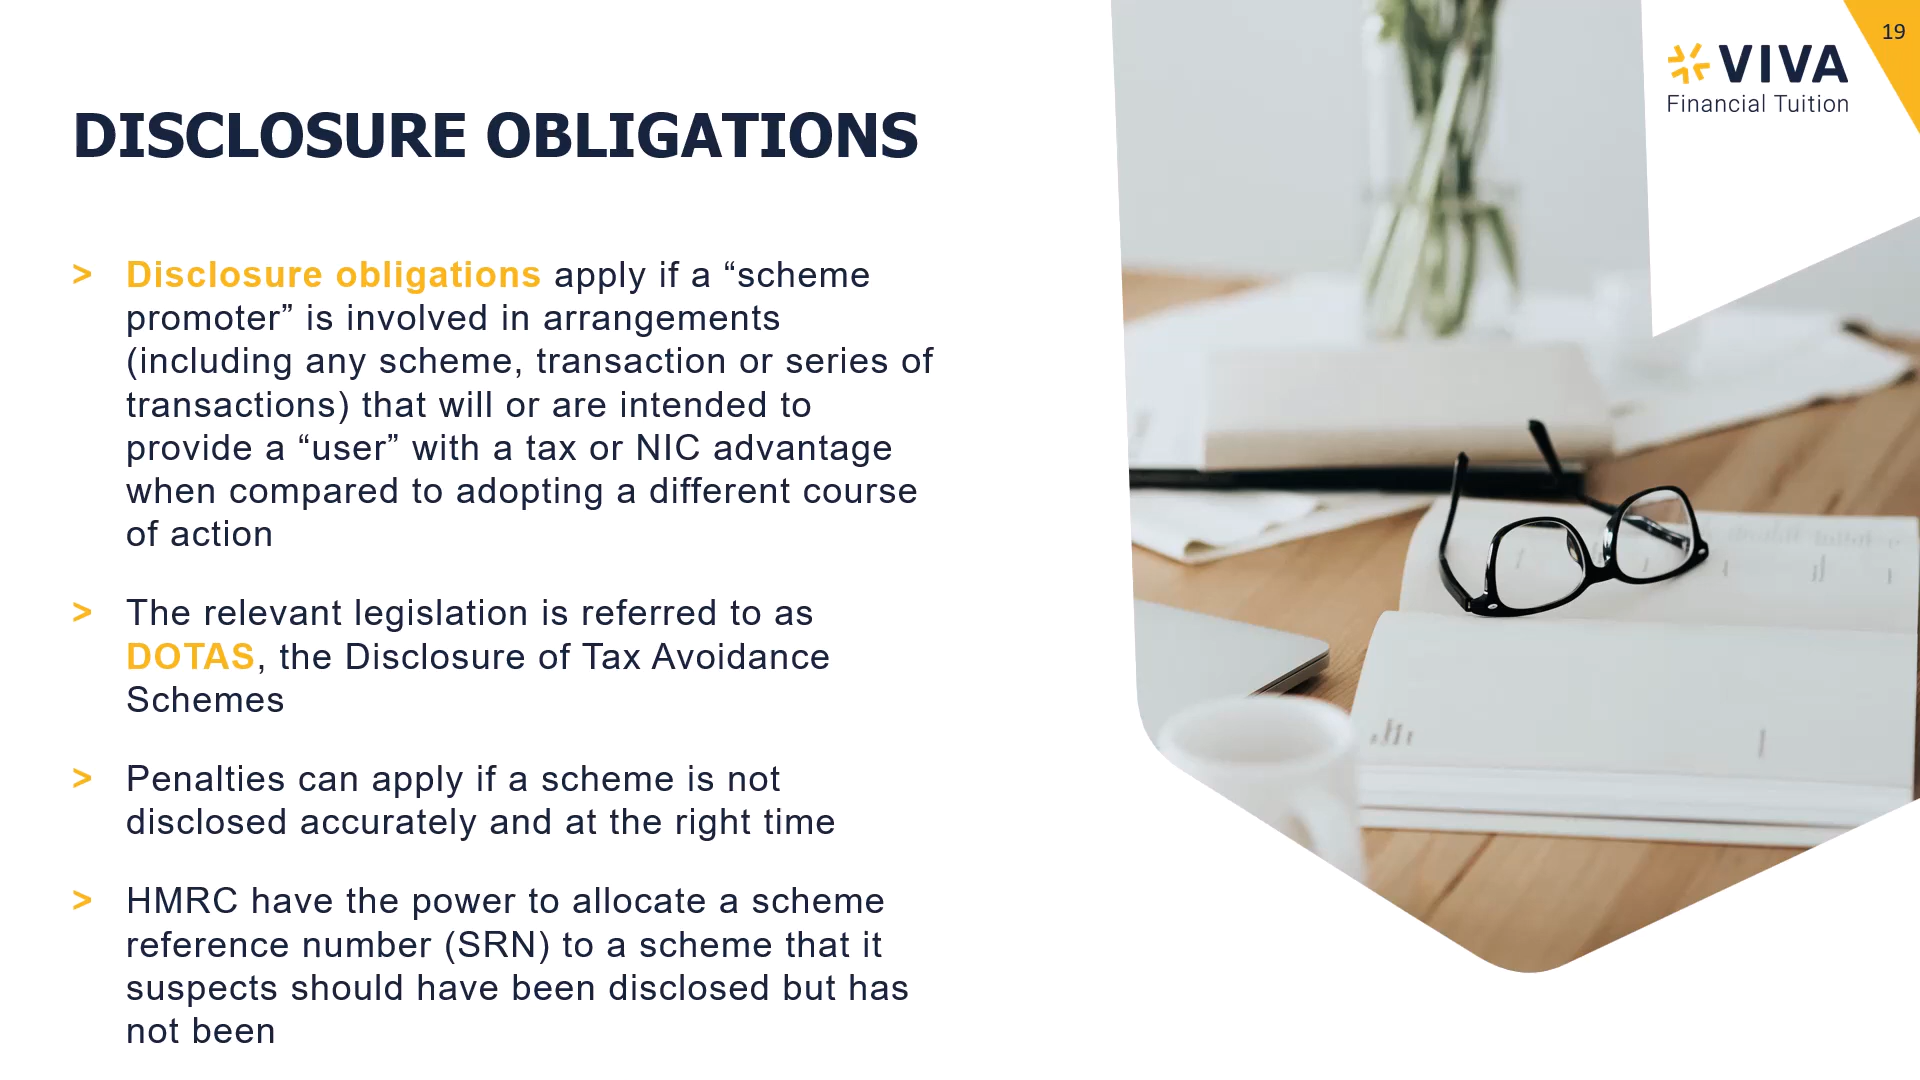 19
VIVA
Financial Tuition
DISCLOSURE OBLIGATIONS
> Disclosure obligations apply if a “scheme
promoter” is involved in arrangements
(including any scheme, transaction or series of
transactions) that will or are intended to
provide a “user” with a tax or NIC advantage
when compared to adopting a different course
of action
> The relevant legislation is referred to as
DOTAS, the Disclosure of Tax Avoidance
Schemes
> Penalties can apply if a scheme is not
disclosed accurately and at the right time
> HMRC have the power to allocate a scheme
reference number (SRN) to a scheme that it
suspects should have been disclosed but has
not been